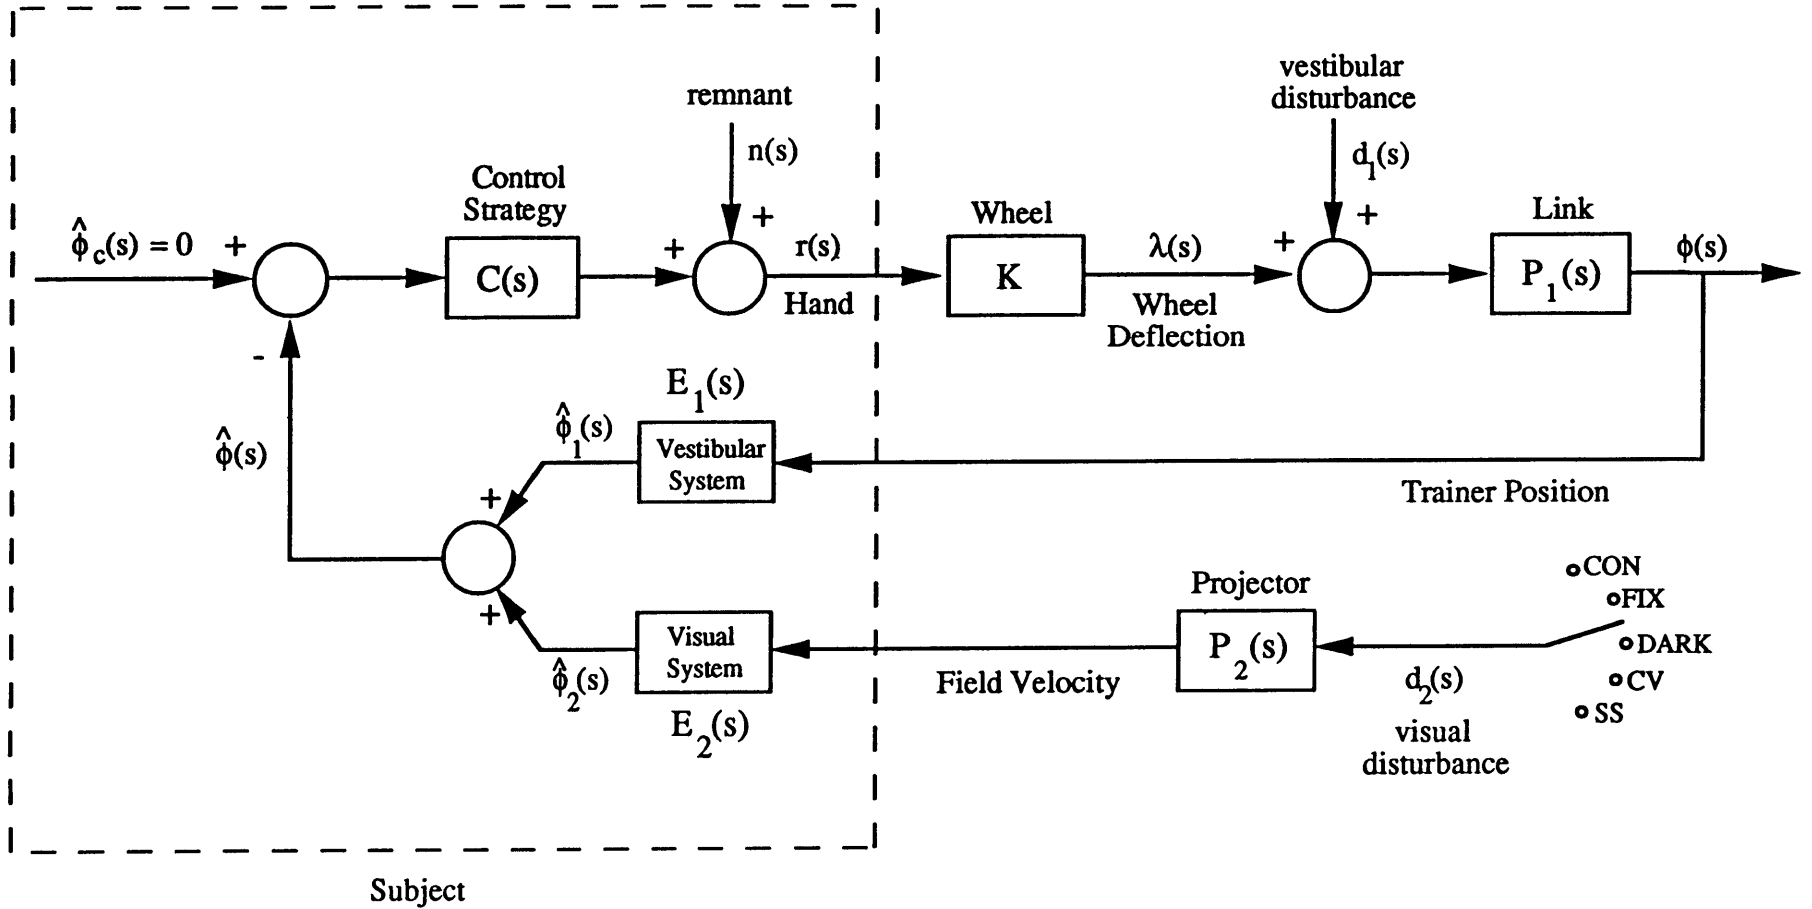 vestibular
disturbance
d₁(s)
remnant
n(s)
Control
Strategy
φ̂c(s) = 0
+
C(s)
+
+
r(s)
Hand
Wheel
K
λ(s)
Wheel
Deflection
+
+
Link
P₁(s)
φ(s)
-
φ̂(s)
E₁(s)
φ̂₁(s)
Vestibular
System
Trainer Position
+
+
φ̂₂(s)
Visual
System
E₂(s)
Field Velocity
Projector
P₂(s)
d₂(s)
visual
disturbance
CON
FIX
DARK
CV
SS
Subject